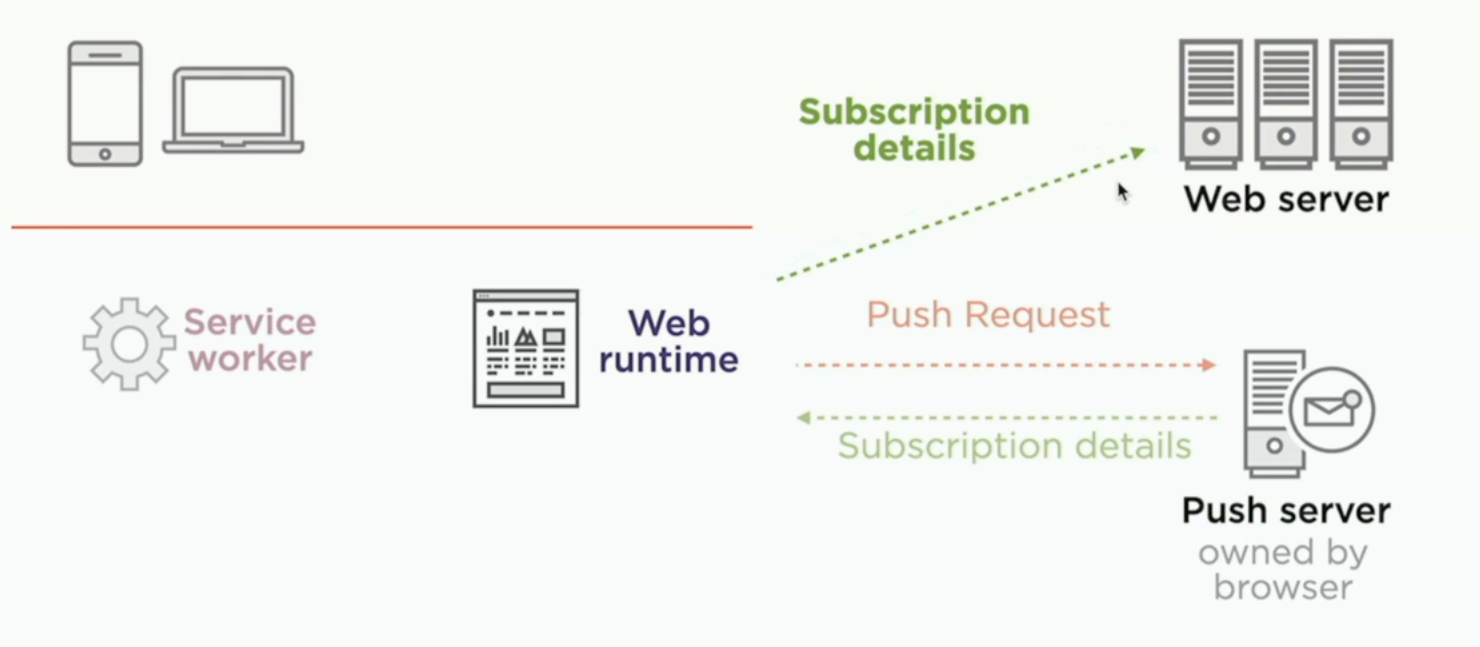 Subscription
details
Web server
Service
worker
Web
runtime
Push Request
Subscription details
Push server
owned by
browser